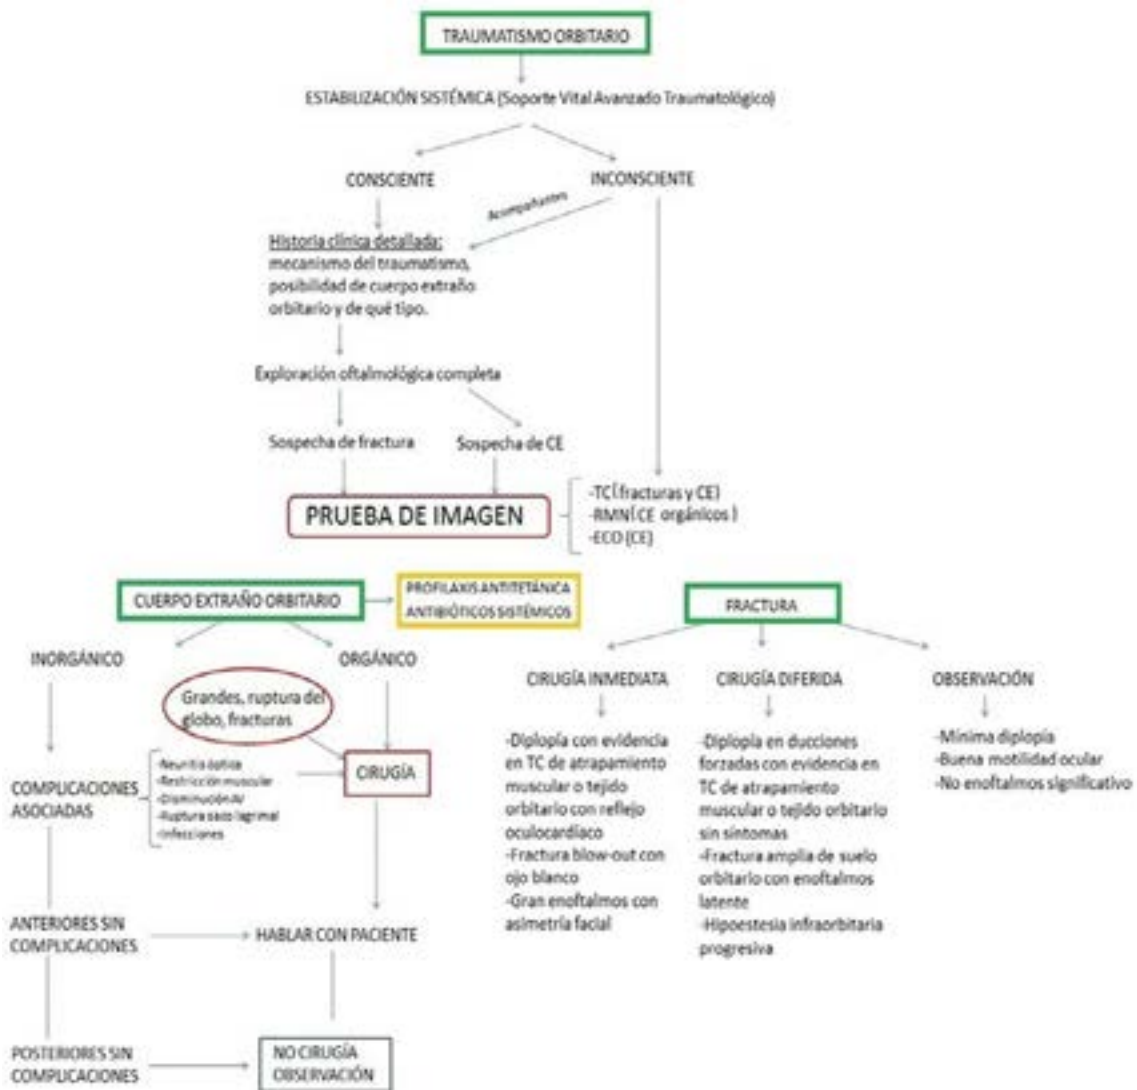 TRAUMATISMO ORBITARIO
ESTABILIZACIÓN SISTÉMICA (Soporte Vital Avanzado Traumatológico)
CONSCIENTE
INCONSCIENTE
Acompañantes
Historia clínica detallada:
mecanismo del traumatismo,
posibilidad de cuerpo extraño
orbitario y de qué tipo.
Exploración oftalmológica completa
Sospecha de fractura
Sospecha de CE
PRUEBA DE IMAGEN
-TC(fracturas y CE)
-RMN(CE orgánicos)
-ECO (CE)
CUERPO EXTRAÑO ORBITARIO
PROFILAXIS ANTITETÁNICA
ANTIBIÓTICOS SISTÉMICOS
INORGÁNICO
ORGÁNICO
Grandes, ruptura del
globo, fracturas
COMPLICACIONES
ASOCIADAS
-Neuritis óptica
-Restricción muscular
-Disminución AV
-Ruptura saco lagrimal
-Infecciones
CIRUGÍA
ANTERIORES SIN
COMPLICACIONES
HABLAR CON PACIENTE
POSTERIORES SIN
COMPLICACIONES
NO CIRUGÍA
OBSERVACIÓN
FRACTURA
CIRUGÍA INMEDIATA
-Diplopía con evidencia
en TC de atrapamiento
muscular o tejido
orbitario con reflejo
oculocardíaco
-Fractura blow-out con
ojo blanco
-Gran enoftalmos con
asimetría facial
CIRUGÍA DIFERIDA
-Diplopía en ducciones
forzadas con evidencia en
TC de atrapamiento
muscular o tejido orbitario
sin síntomas
-Fractura amplia de suelo
orbitario con enoftalmos
latente
-Hipoestesia infraorbitaria
progresiva
OBSERVACIÓN
-Mínima diplopía
-Buena motilidad ocular
-No enoftalmos significativo